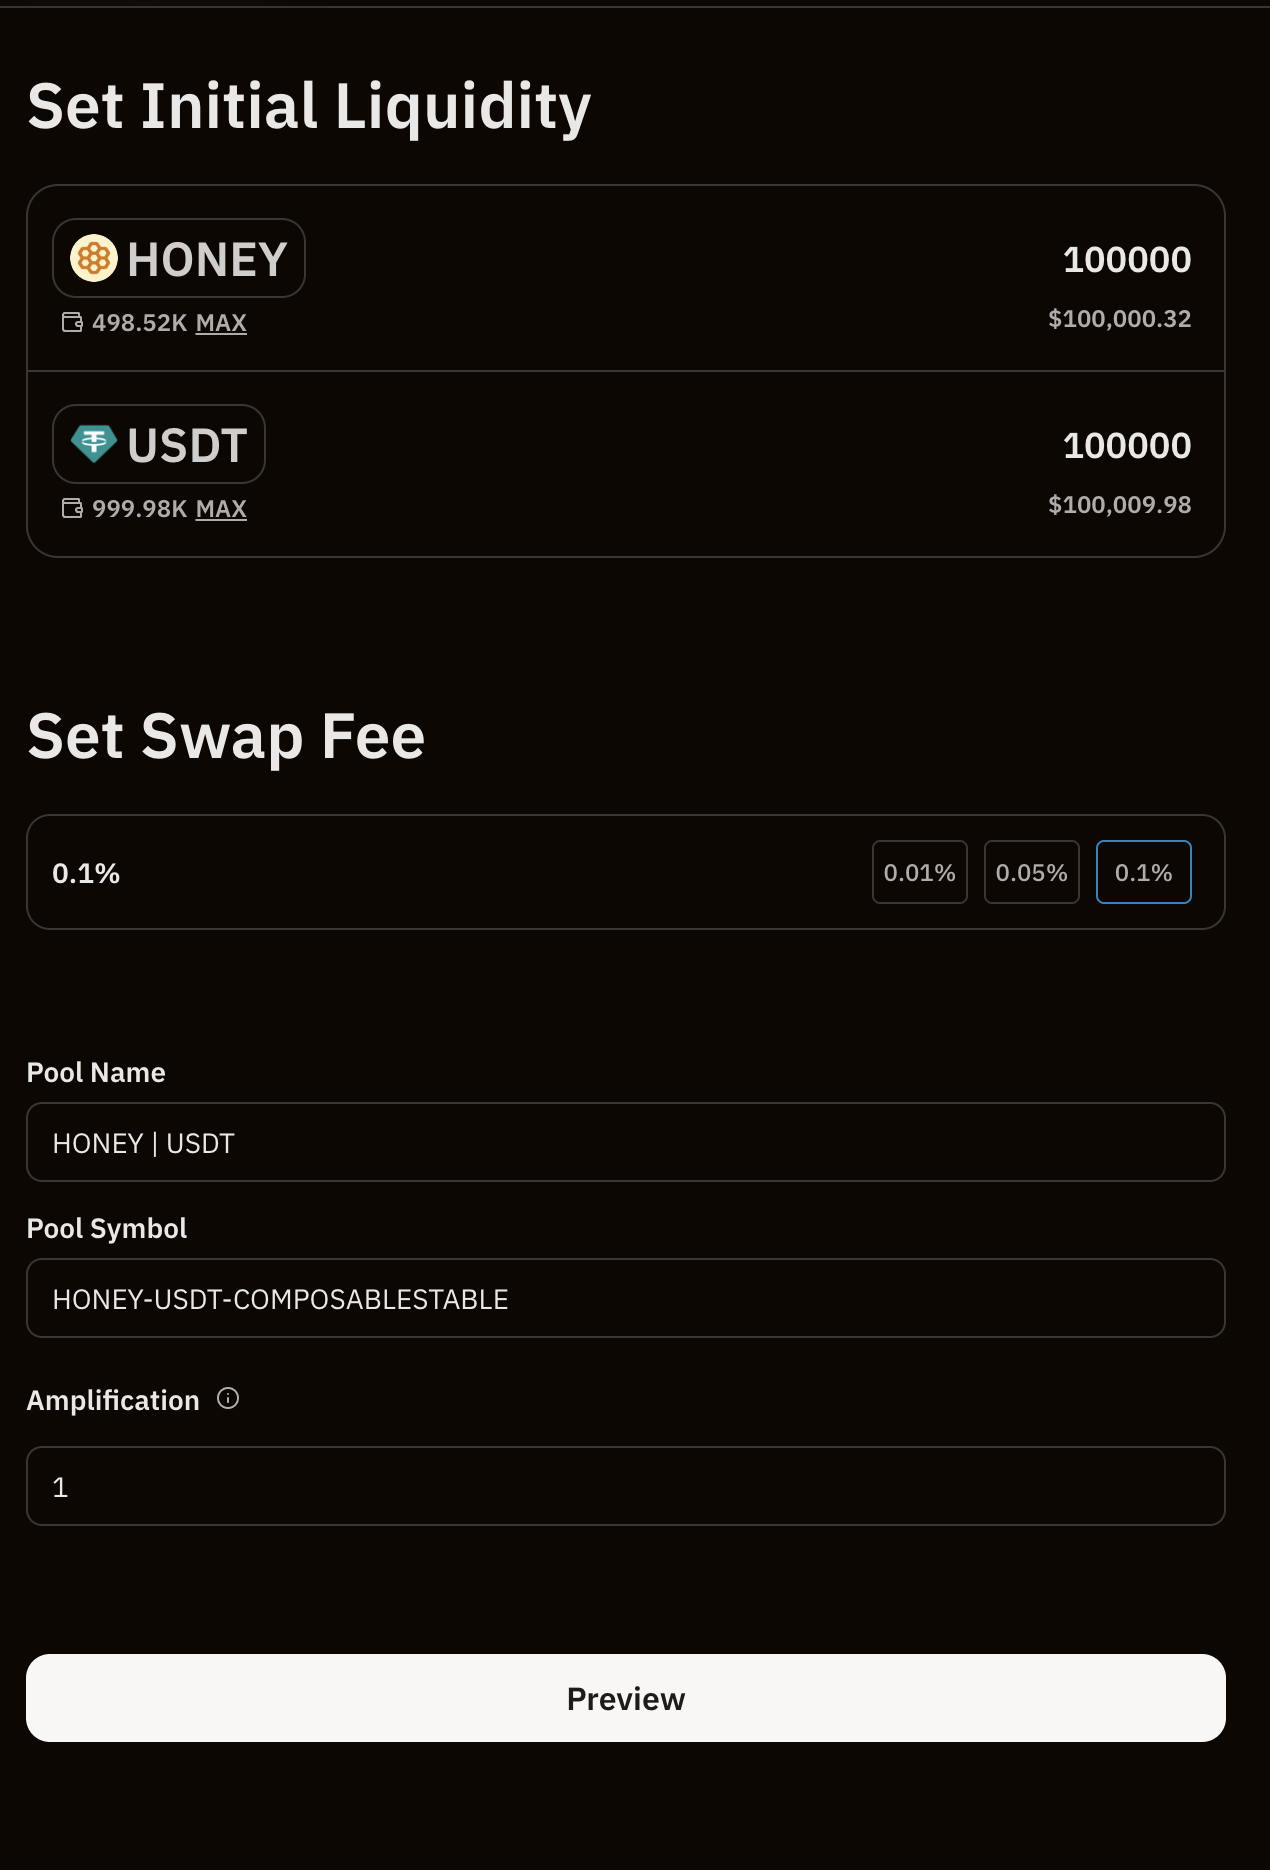 Set Initial Liquidity
HONEY
100000
498.52K MAX
$100,000.32
USDT
100000
999.98K MAX
$100,009.98
Set Swap Fee
0.1%
0.01%
0.05%
0.1%
Pool Name
HONEY | USDT
Pool Symbol
HONEY-USDT-COMPOSABLESTABLE
Amplification
1
Preview